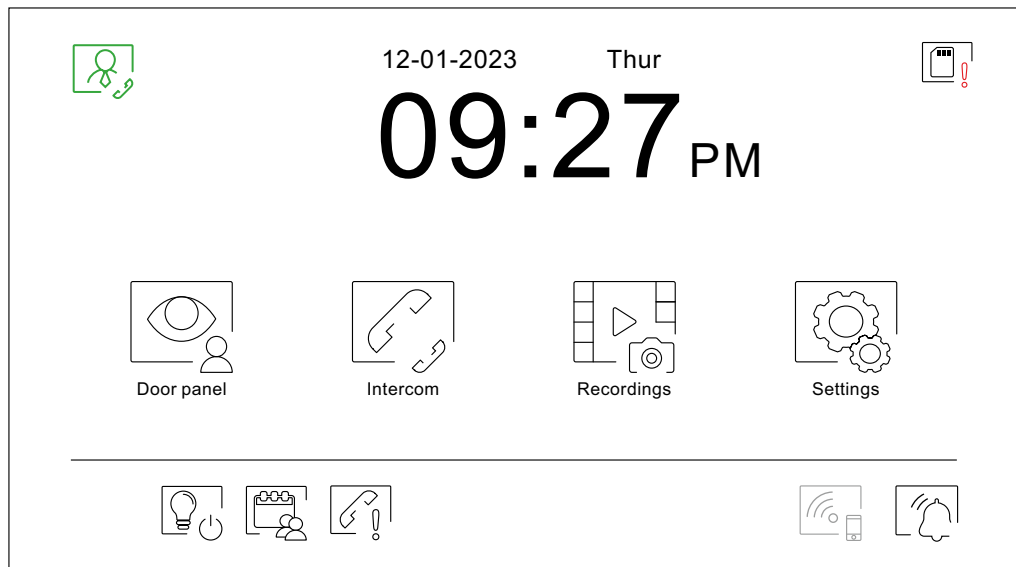 12-01-2023 Thur
09:27 PM
Door panel
Intercom
Recordings
Settings